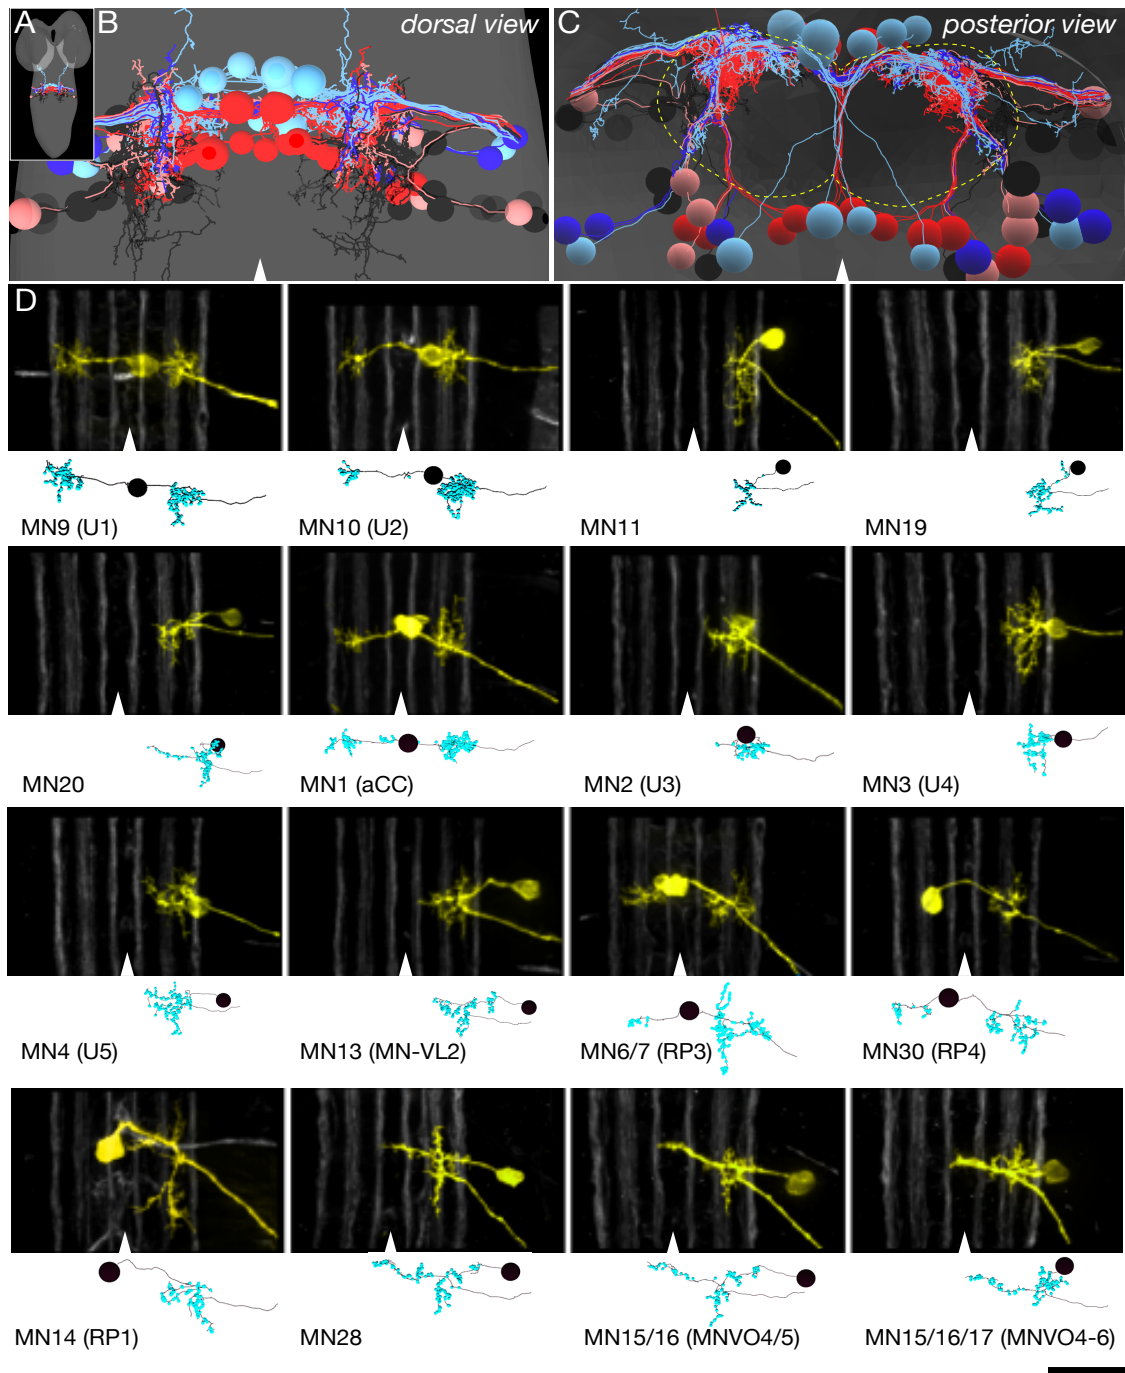 A
B
dorsal view
C
posterior view
D
MN9 (U1)
MN10 (U2)
MN11
MN19
MN20
MN1 (aCC)
MN2 (U3)
MN3 (U4)
MN4 (U5)
MN13 (MN-VL2)
MN6/7 (RP3)
MN30 (RP4)
MN14 (RP1)
MN28
MN15/16 (MNVO4/5)
MN15/16/17 (MNVO4-6)